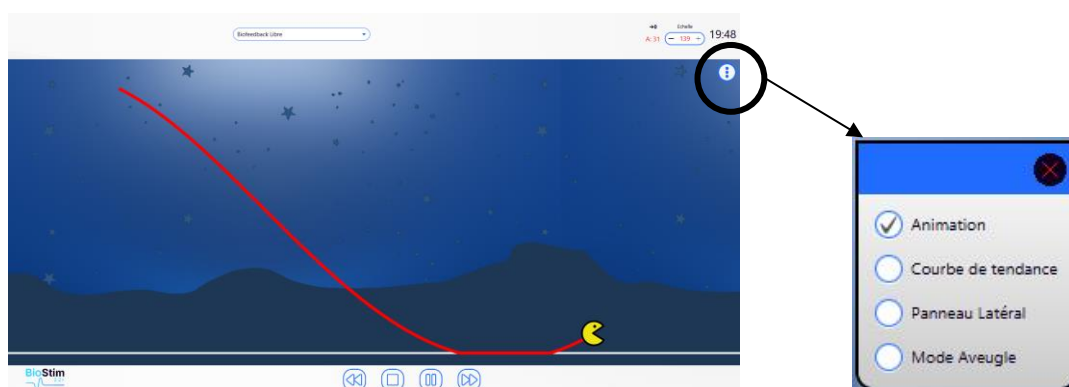 Biofeedback Libre
Echelle
A: 31 − 139 + 19:48
BioStim
Animation
Courbe de tendance
Panneau Latéral
Mode Aveugle